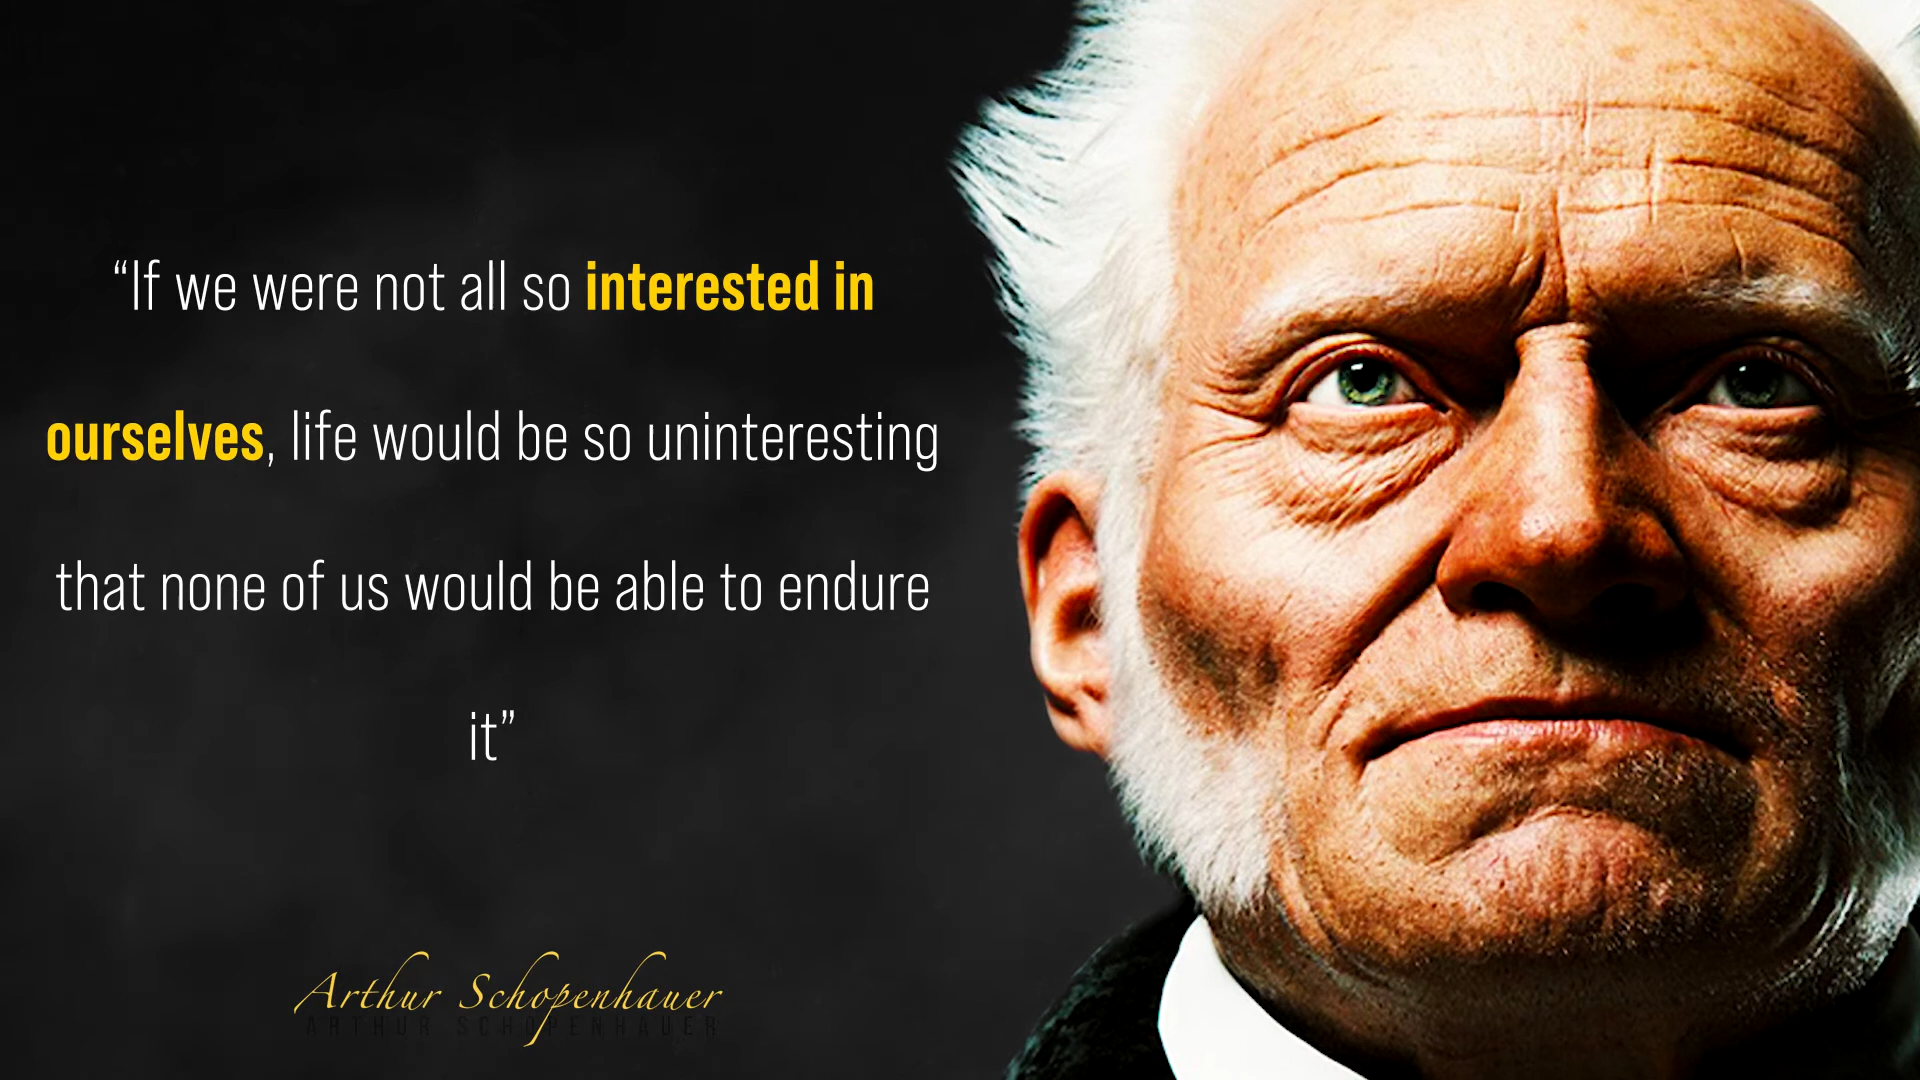 “If we were not all so interested in
ourselves, life would be so uninteresting
that none of us would be able to endure
it”
Arthur Schopenhauer
ARTHUR SCHOPENHAUER